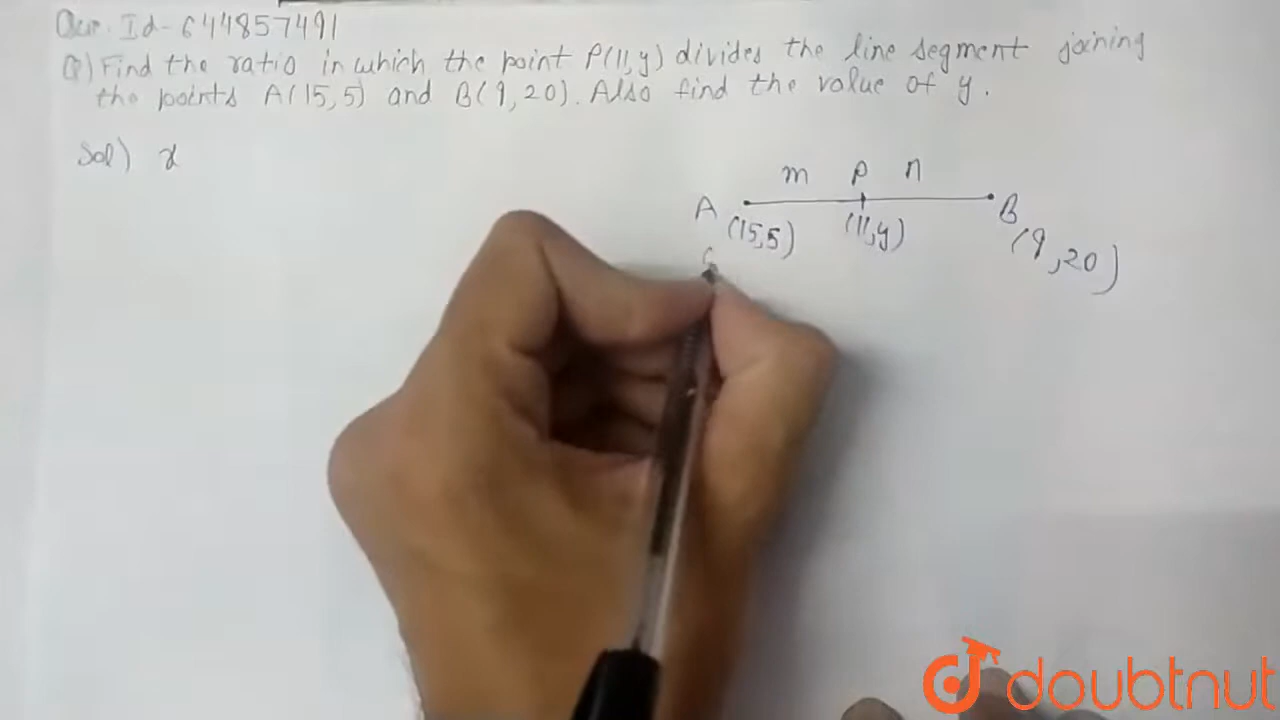 Que. Id- 644857491
Q) Find the ratio in which the point P(11,y) divides the line segment joining
the points A(15,5) and B(9,20). Also find the value of y.
Sol) x
m P n
A B
(15,5) (11,y) (9,20)
doubtnut